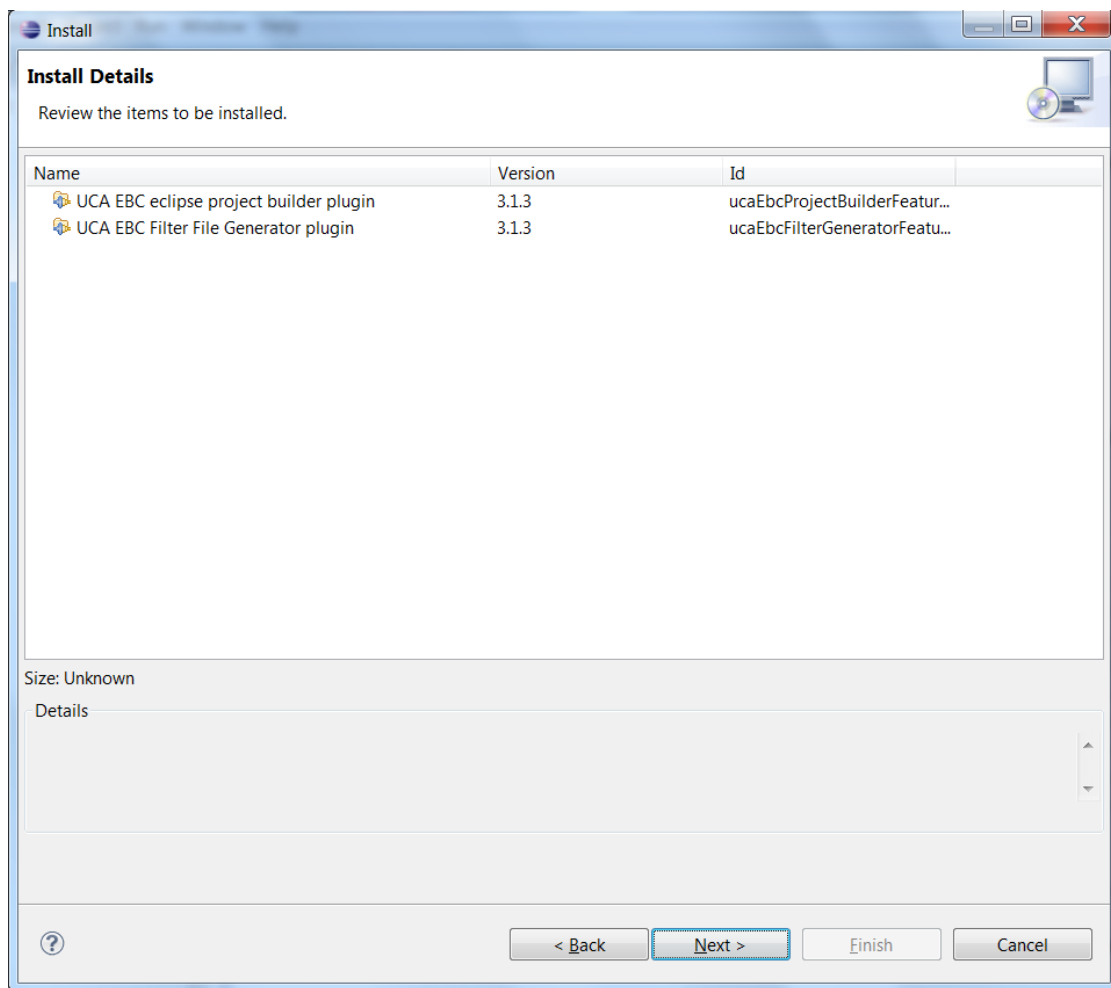 Install
Install Details
Review the items to be installed.
Name Version Id
UCA EBC eclipse project builder plugin 3.1.3 ucaEbcProjectBuilderFeatur...
UCA EBC Filter File Generator plugin 3.1.3 ucaEbcFilterGeneratorFeatu...
Size: Unknown
Details
< Back Next > Finish Cancel